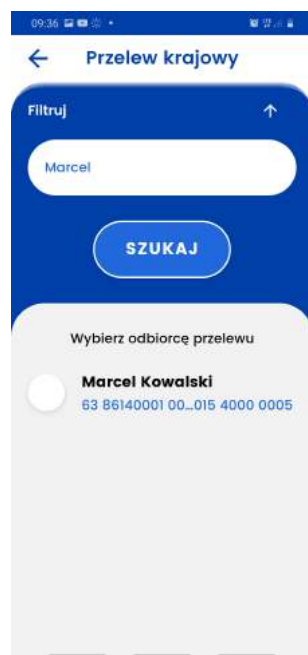 09:36
Przelew krajowy
Filtruj
Marcel
SZUKAJ
Wybierz odbiorcę przelewu
Marcel Kowalski
63 86140001 00...015 4000 0005